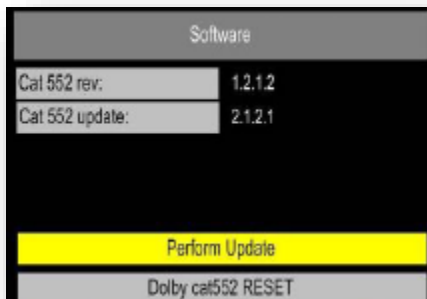 Software
Cat 552 rev: 1.2.1.2
Cat 552 update: 2.1.2.1
Perform Update
Dolby cat552 RESET